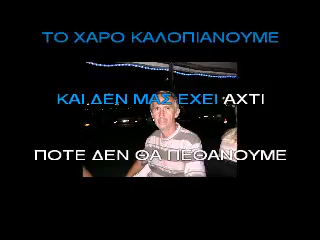 ΤΟ ΧΑΡΟ ΚΑΛΟΠΙΑΝΟΥΜΕ
ΚΑΙ ΔΕΝ ΜΑΣ ΕΧΕΙ ΑΧΤΙ
ΠΟΤΕ ΔΕΝ ΘΑ ΠΕΘΑΝΟΥΜΕ